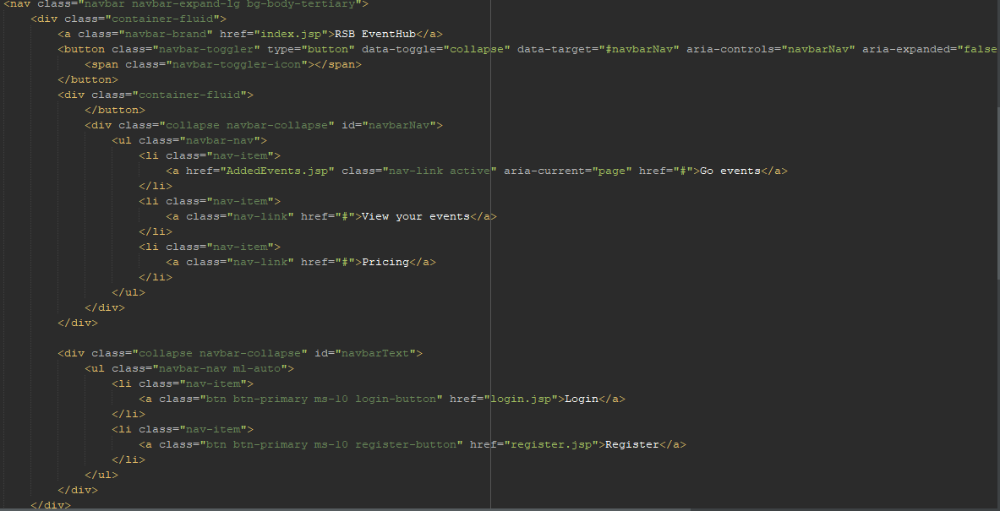 <nav class="navbar navbar-expand-lg bg-body-tertiary">
<div class="container-fluid">
<a class="navbar-brand" href="index.jsp">RSB EventHub</a>
<button class="navbar-toggler" type="button" data-toggle="collapse" data-target="#navbarNav" aria-controls="navbarNav" aria-expanded="false
<span class="navbar-toggler-icon"></span>
</button>
<div class="container-fluid">
</button>
<div class="collapse navbar-collapse" id="navbarNav">
<ul class="navbar-nav">
<li class="nav-item">
<a href="AddedEvents.jsp" class="nav-link active" aria-current="page" href="#">Go events</a>
</li>
<li class="nav-item">
<a class="nav-link" href="#">View your events</a>
</li>
<li class="nav-item">
<a class="nav-link" href="#">Pricing</a>
</li>
</ul>
</div>
</div>
<div class="collapse navbar-collapse" id="navbarText">
<ul class="navbar-nav ml-auto">
<li class="nav-item">
<a class="btn btn-primary ms-10 login-button" href="login.jsp">Login</a>
</li>
<li class="nav-item">
<a class="btn btn-primary ms-10 register-button" href="register.jsp">Register</a>
</li>
</ul>
</div>
</div>